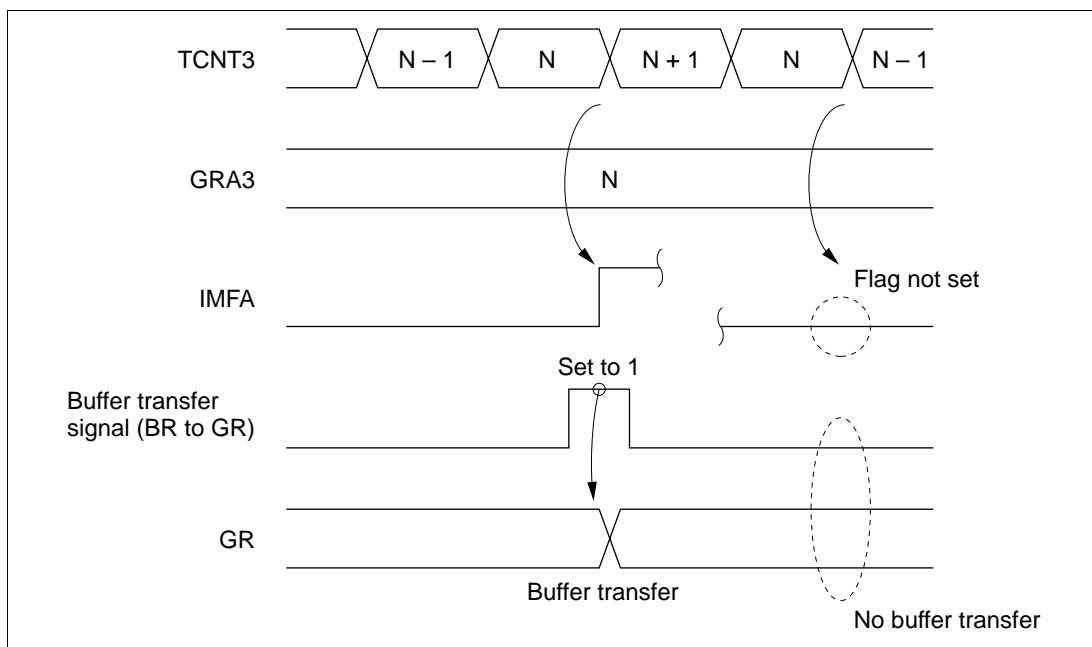 TCNT3
N – 1
N
N + 1
N
N – 1
GRA3
N
IMFA
Flag not set
Set to 1
Buffer transfer
signal (BR to GR)
GR
Buffer transfer
No buffer transfer